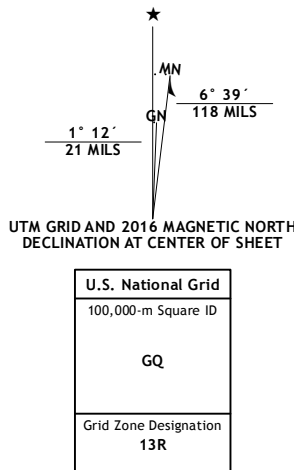 ★
MN
GN
6° 39´
118 MILS
1° 12´
21 MILS
UTM GRID AND 2016 MAGNETIC NORTH
DECLINATION AT CENTER OF SHEET
U.S. National Grid
100,000-m Square ID
GQ
Grid Zone Designation
13R